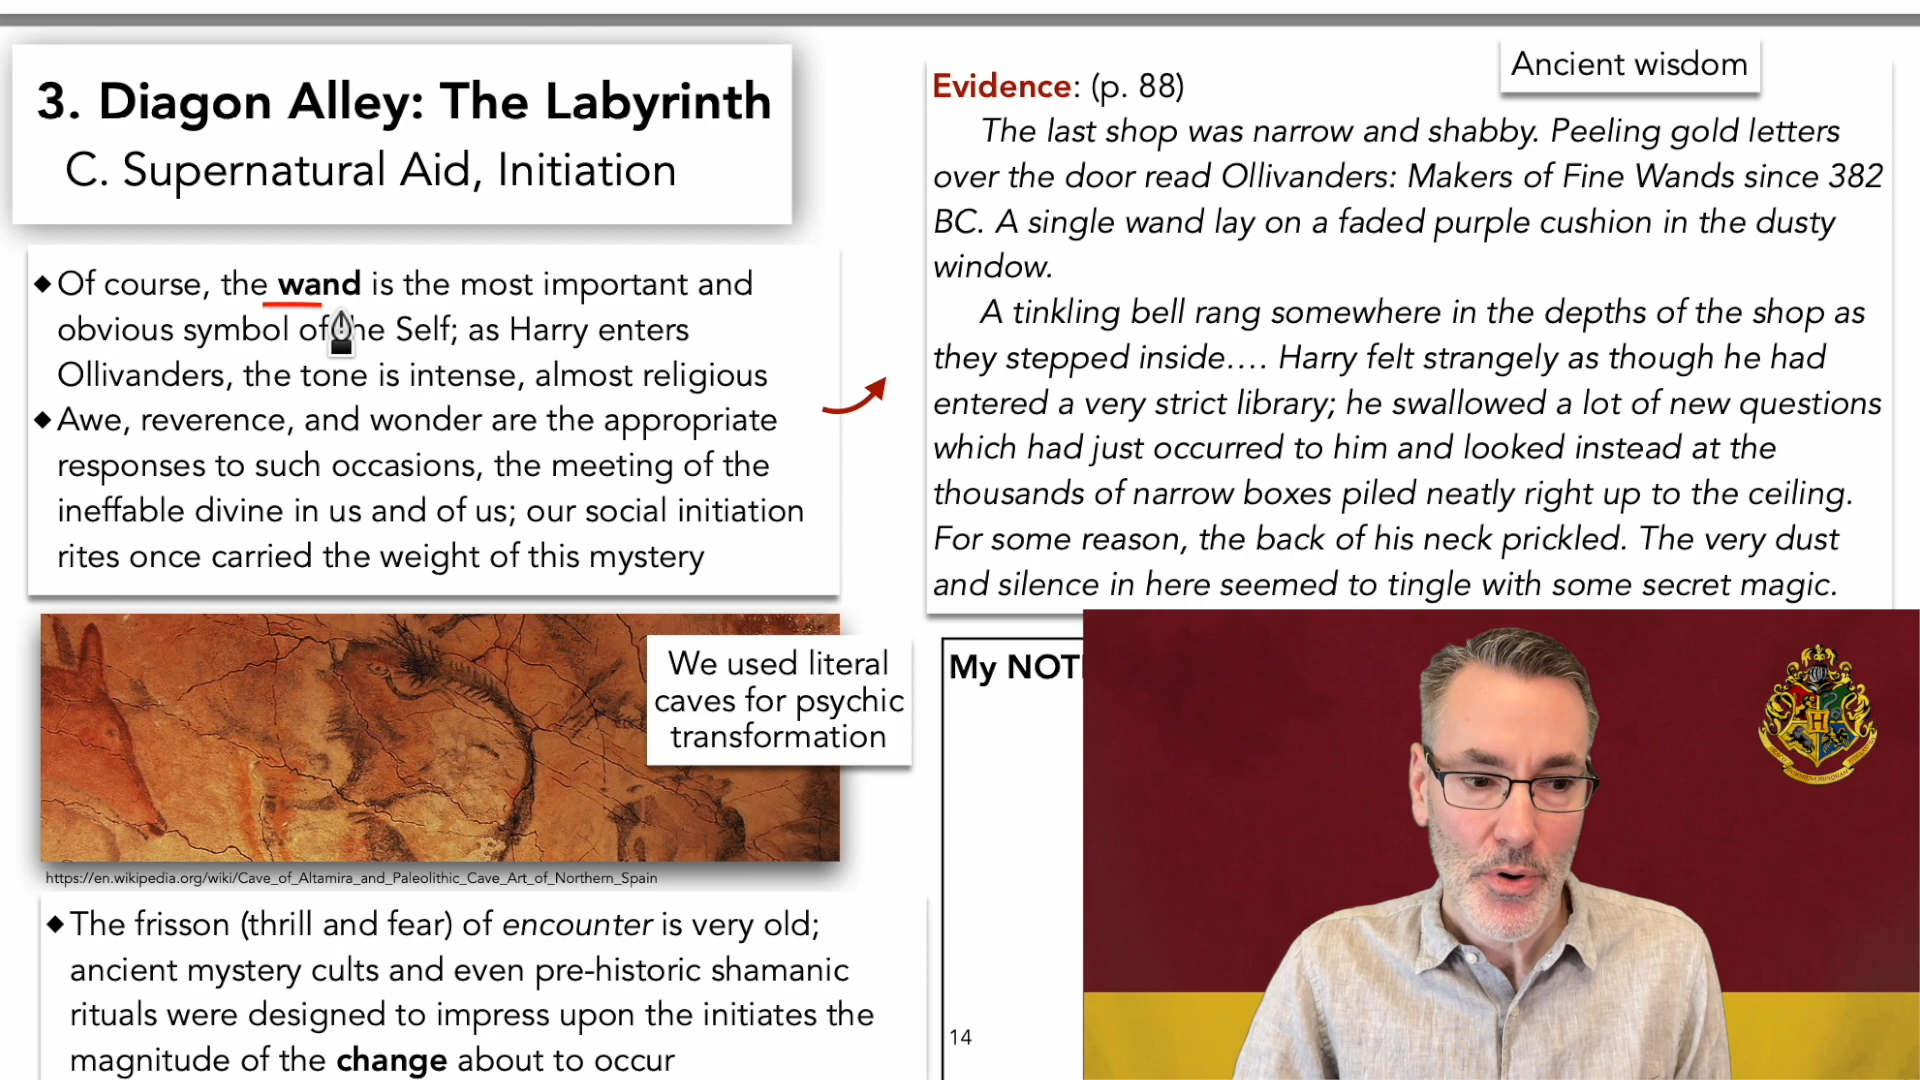 3. Diagon Alley: The Labyrinth
C. Supernatural Aid, Initiation
◆Of course, the wand is the most important and
obvious symbol of he Self; as Harry enters
Ollivanders, the tone is intense, almost religious
◆Awe, reverence, and wonder are the appropriate
responses to such occasions, the meeting of the
ineffable divine in us and of us; our social initiation
rites once carried the weight of this mystery
We used literal
caves for psychic
transformation
https://en.wikipedia.org/wiki/Cave_of_Altamira_and_Paleolithic_Cave_Art_of_Northern_Spain
◆The frisson (thrill and fear) of encounter is very old;
ancient mystery cults and even pre-historic shamanic
rituals were designed to impress upon the initiates the
magnitude of the change about to occur
Ancient wisdom
Evidence: (p. 88)
The last shop was narrow and shabby. Peeling gold letters
over the door read Ollivanders: Makers of Fine Wands since 382
BC. A single wand lay on a faded purple cushion in the dusty
window.
A tinkling bell rang somewhere in the depths of the shop as
they stepped inside.... Harry felt strangely as though he had
entered a very strict library; he swallowed a lot of new questions
which had just occurred to him and looked instead at the
thousands of narrow boxes piled neatly right up to the ceiling.
For some reason, the back of his neck prickled. The very dust
and silence in here seemed to tingle with some secret magic.
My NOT
14
H